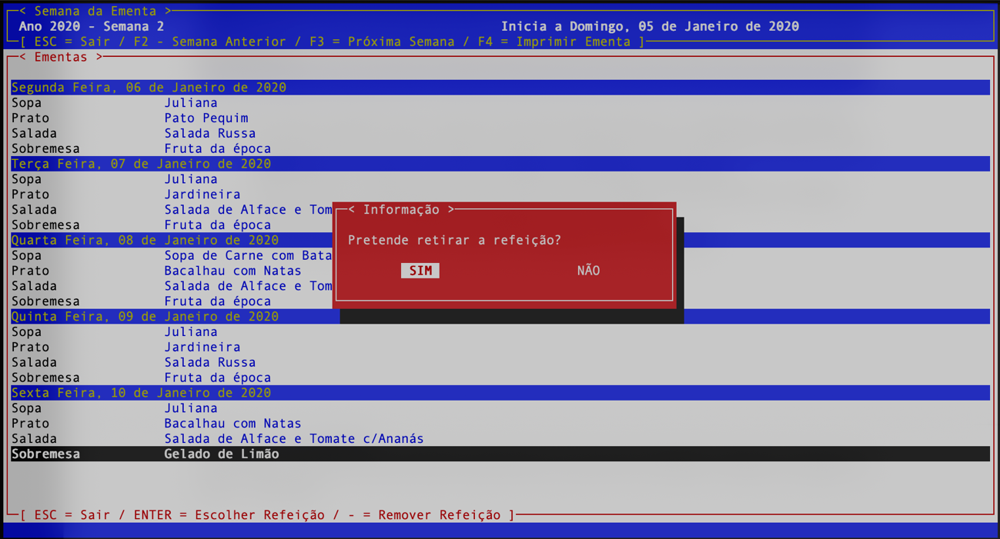 < Semana da Ementa >
Ano 2020 - Semana 2 Inicia a Domingo, 05 de Janeiro de 2020
[ ESC = Sair / F2 - Semana Anterior / F3 = Próxima Semana / F4 = Imprimir Ementa ]
< Ementas >
Segunda Feira, 06 de Janeiro de 2020
Sopa Juliana
Prato Pato Pequim
Salada Salada Russa
Sobremesa Fruta da época
Terça Feira, 07 de Janeiro de 2020
Sopa Juliana
Prato Jardineira
Salada Salada de Alface e Tom
Sobremesa Fruta da época
Quarta Feira, 08 de Janeiro de 2020
Sopa Sopa de Carne com Bata
Prato Bacalhau com Natas
Salada Salada de Alface e Tom
Sobremesa Fruta da época
Quinta Feira, 09 de Janeiro de 2020
Sopa Juliana
Prato Jardineira
Salada Salada Russa
Sobremesa Fruta da época
Sexta Feira, 10 de Janeiro de 2020
Sopa Juliana
Prato Bacalhau com Natas
Salada Salada de Alface e Tomate c/Ananás
Sobremesa Gelado de Limão
< Informação >
Pretende retirar a refeição?
SIM NÃO
[ ESC = Sair / ENTER = Escolher Refeição / - = Remover Refeição ]